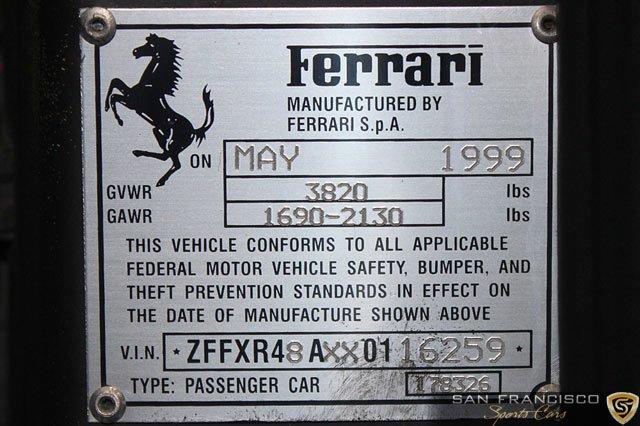 Ferrari
MANUFACTURED BY
FERRARI S.p.A.
ON MAY 1999
GVWR 3820 lbs
GAWR 1690-2130 lbs
THIS VEHICLE CONFORMS TO ALL APPLICABLE
FEDERAL MOTOR VEHICLE SAFETY, BUMPER, AND
THEFT PREVENTION STANDARDS IN EFFECT ON
THE DATE OF MANUFACTURE SHOWN ABOVE
V.I.N. * ZFFXR48AXX0116259 *
TYPE: PASSENGER CAR 178326
SAN FRANCISCO
Sports Cars